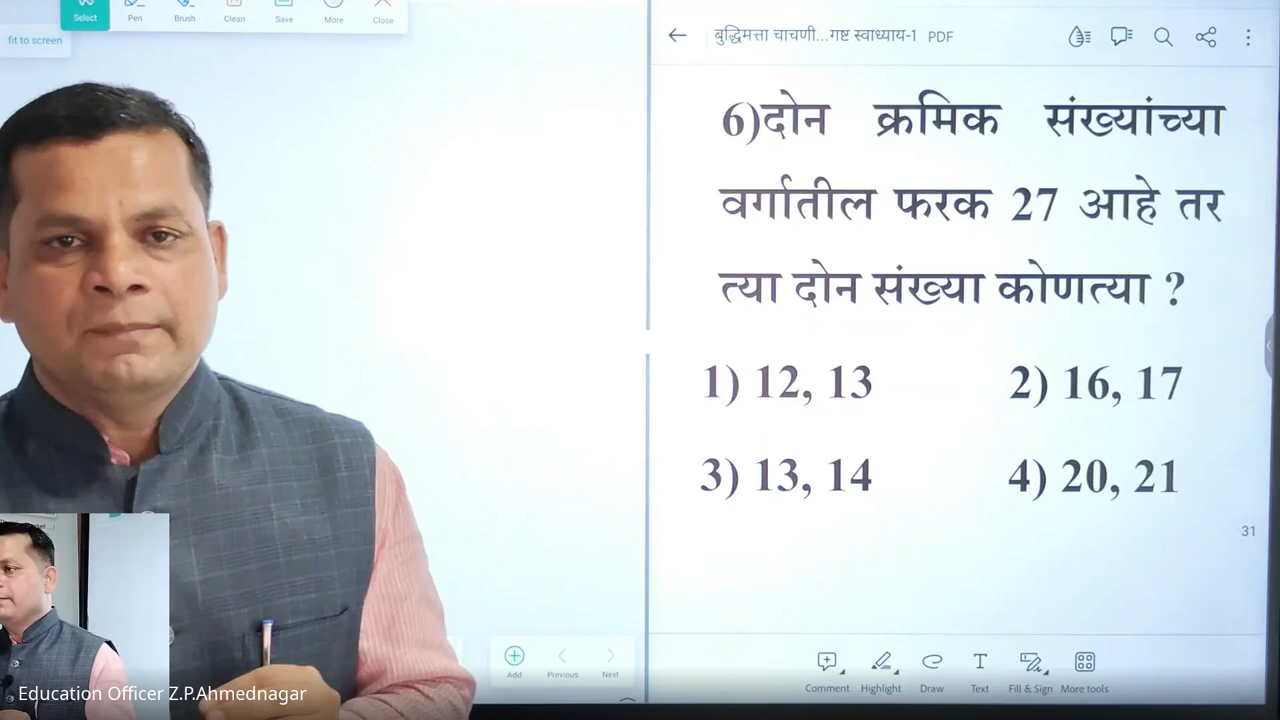 Select Pen Brush Clean Save More Close
fit to screen
बुद्धिमत्ता चाचणी...गष्ट स्वाध्याय-1 PDF
6)दोन क्रमिक संख्यांच्या
वर्गातील फरक 27 आहे तर
त्या दोन संख्या कोणत्या ?
1) 12, 13 2) 16, 17
3) 13, 14 4) 20, 21
31
Add Previous Next
Comment Highlight Draw Text Fill & Sign More tools
Education Officer Z.P.Ahmednagar